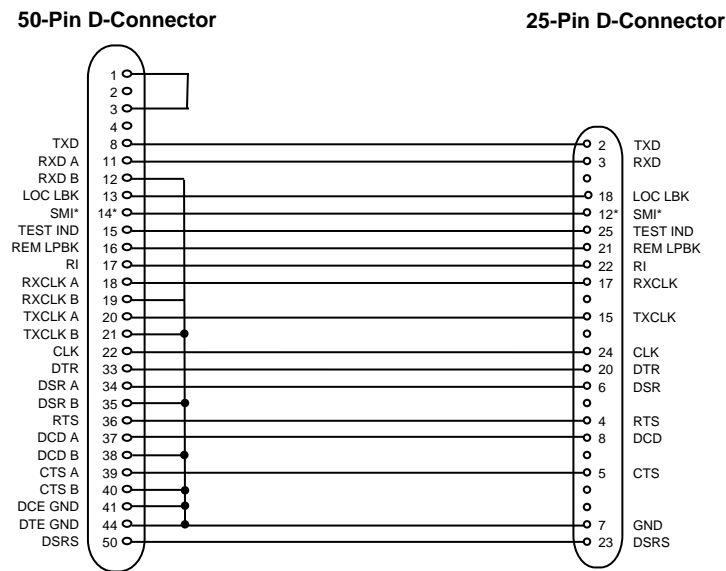 50-Pin D-Connector 25-Pin D-Connector
1
2
3
4
TXD 8 2 TXD
RXD A 11 3 RXD
RXD B 12
LOC LBK 13 18 LOC LBK
SMI* 14* 12* SMI*
TEST IND 15 25 TEST IND
REM LPBK 16 21 REM LPBK
RI 17 22 RI
RXCLK A 18 17 RXCLK
RXCLK B 19
TXCLK A 20 15 TXCLK
TXCLK B 21
CLK 22 24 CLK
DTR 33 20 DTR
DSR A 34 6 DSR
DSR B 35
RTS 36 4 RTS
DCD A 37 8 DCD
DCD B 38
CTS A 39 5 CTS
CTS B 40
DCE GND 41
DTE GND 44 7 GND
DSRS 50 23 DSRS